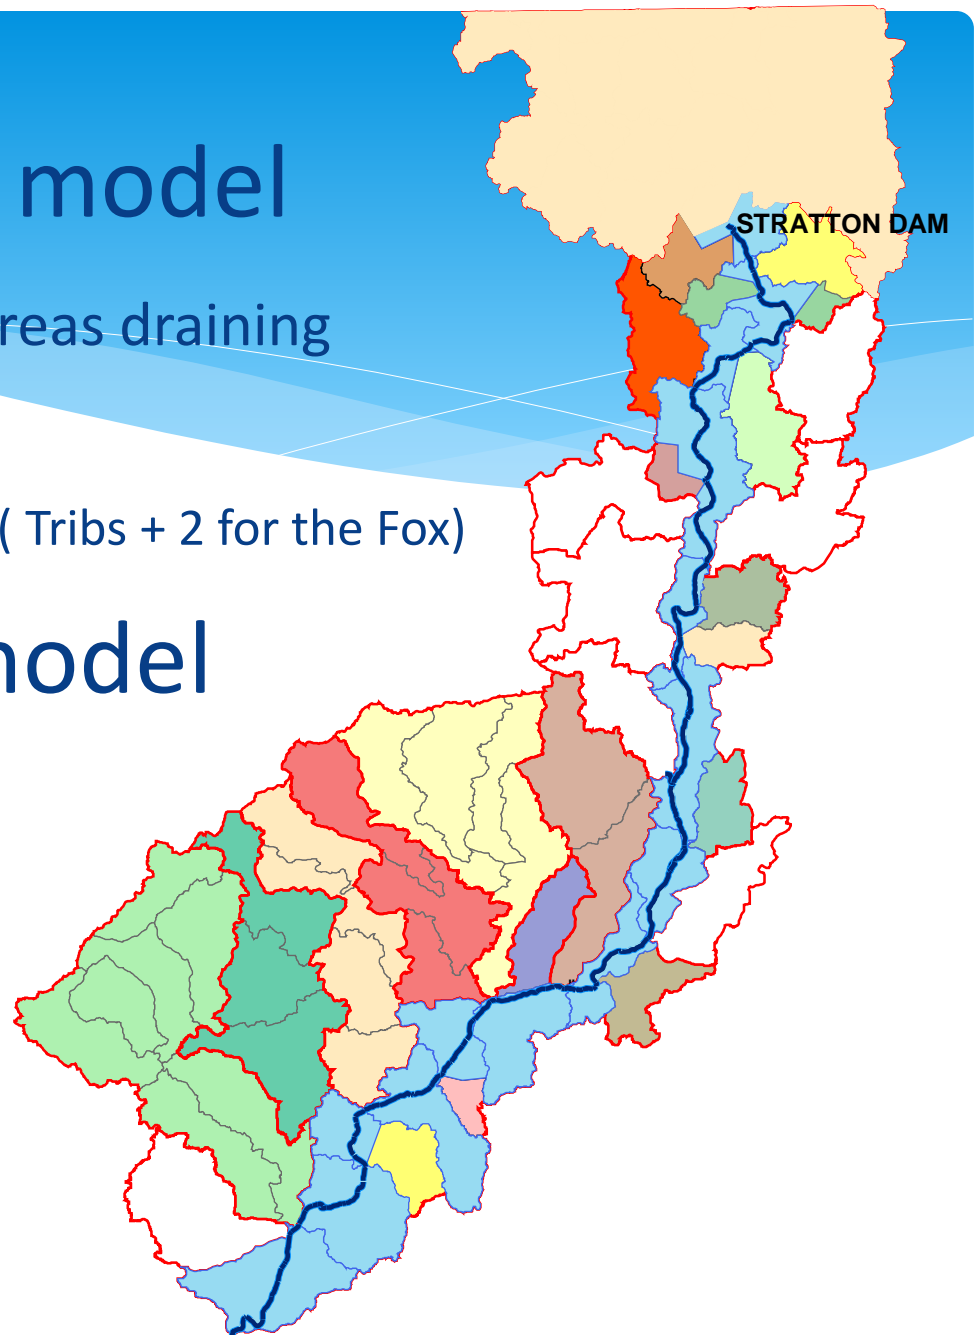 model
STRATTON DAM
reas draining
( Tribs + 2 for the Fox)
nodel